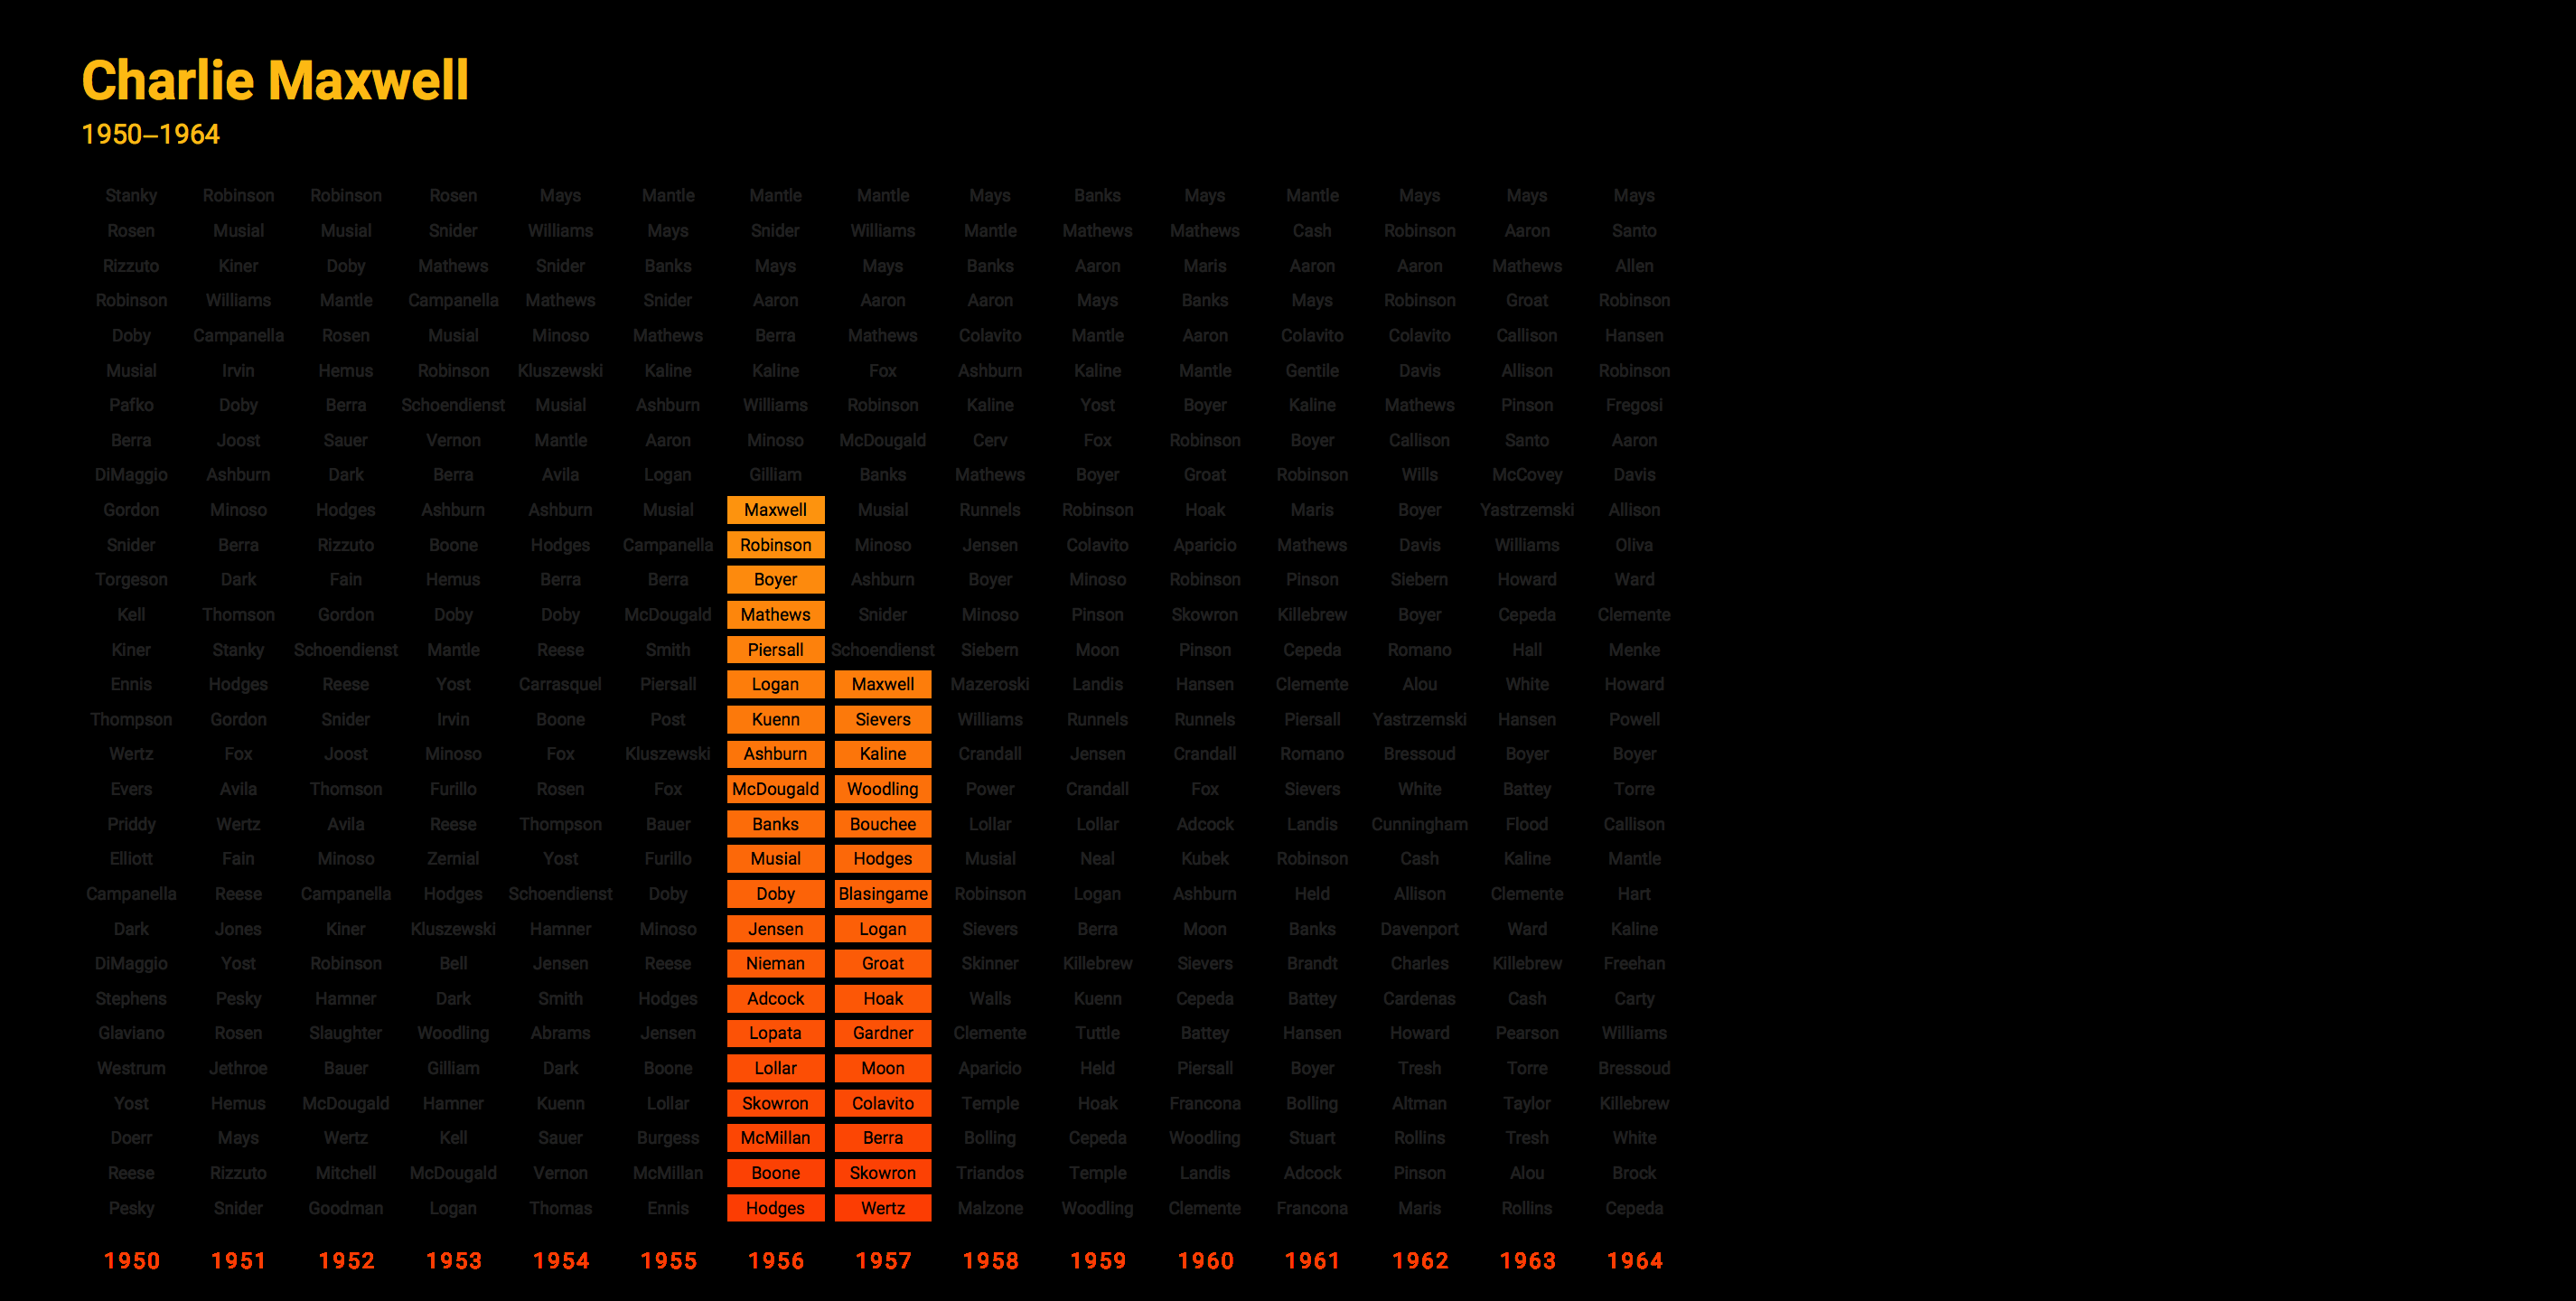 Charlie Maxwell
1950–1964
Stanky Robinson Robinson Rosen Mays Mantle Mantle Mantle Mays Banks Mays Mantle Mays Mays Mays
Rosen Musial Musial Snider Williams Mays Snider Williams Mantle Mathews Mathews Cash Robinson Aaron Santo
Rizzuto Kiner Doby Mathews Snider Banks Mays Mays Banks Aaron Maris Aaron Aaron Mathews Allen
Robinson Williams Mantle Campanella Mathews Snider Aaron Aaron Aaron Mays Banks Mays Robinson Groat Robinson
Doby Campanella Rosen Musial Minoso Mathews Berra Mathews Colavito Mantle Aaron Colavito Colavito Callison Hansen
Musial Irvin Hemus Robinson Kluszewski Kaline Kaline Fox Ashburn Kaline Mantle Gentile Davis Allison Robinson
Pafko Doby Berra Schoendienst Musial Ashburn Williams Robinson Kaline Yost Boyer Kaline Mathews Pinson Fregosi
Berra Joost Sauer Vernon Mantle Aaron Minoso McDougald Cerv Fox Robinson Boyer Callison Santo Aaron
DiMaggio Ashburn Dark Berra Avila Logan Gilliam Banks Mathews Boyer Groat Robinson Wills McCovey Davis
Gordon Minoso Hodges Ashburn Ashburn Musial Maxwell Musial Runnels Robinson Hoak Maris Boyer Yastrzemski Allison
Snider Berra Rizzuto Boone Hodges Campanella Robinson Minoso Jensen Colavito Aparicio Mathews Davis Williams Oliva
Torgeson Dark Fain Hemus Berra Berra Boyer Ashburn Boyer Minoso Robinson Pinson Siebern Howard Ward
Kell Thomson Gordon Doby Doby McDougald Mathews Snider Minoso Pinson Skowron Killebrew Boyer Cepeda Clemente
Kiner Stanky Schoendienst Mantle Reese Smith Piersall Schoendienst Siebern Moon Pinson Cepeda Romano Hall Menke
Ennis Hodges Reese Yost Carrasquel Piersall Logan Maxwell Mazeroski Landis Hansen Clemente Alou White Howard
Thompson Gordon Snider Irvin Boone Post Kuenn Sievers Williams Runnels Runnels Piersall Yastrzemski Hansen Powell
Wertz Fox Joost Minoso Fox Kluszewski Ashburn Kaline Crandall Jensen Crandall Romano Bressoud Boyer Boyer
Evers Avila Thomson Furillo Rosen Fox McDougald Woodling Power Crandall Fox Sievers White Battey Torre
Priddy Wertz Avila Reese Thompson Bauer Banks Bouchee Lollar Lollar Adcock Landis Cunningham Flood Callison
Elliott Fain Minoso Zernial Yost Furillo Musial Hodges Musial Neal Kubek Robinson Cash Kaline Mantle
Campanella Reese Campanella Hodges Schoendienst Doby Doby Blasingame Robinson Logan Ashburn Held Allison Clemente Hart
Dark Jones Kiner Kluszewski Hamner Minoso Jensen Logan Sievers Berra Moon Banks Davenport Ward Kaline
DiMaggio Yost Robinson Bell Jensen Reese Nieman Groat Skinner Killebrew Sievers Brandt Charles Killebrew Freehan
Stephens Pesky Hamner Dark Smith Hodges Adcock Hoak Walls Kuenn Cepeda Battey Cardenas Cash Carty
Glaviano Rosen Slaughter Woodling Abrams Jensen Lopata Gardner Clemente Tuttle Battey Hansen Howard Pearson Williams
Westrum Jethroe Bauer Gilliam Dark Boone Lollar Moon Aparicio Held Piersall Boyer Tresh Torre Bressoud
Yost Hemus McDougald Hamner Kuenn Lollar Skowron Colavito Temple Hoak Francona Bolling Altman Taylor Killebrew
Doerr Mays Wertz Kell Sauer Burgess McMillan Berra Bolling Cepeda Woodling Stuart Rollins Tresh White
Reese Rizzuto Mitchell McDougald Vernon McMillan Boone Skowron Triandos Temple Landis Adcock Pinson Alou Brock
Pesky Snider Goodman Logan Thomas Ennis Hodges Wertz Malzone Woodling Clemente Francona Maris Rollins Cepeda
1950 1951 1952 1953 1954 1955 1956 1957 1958 1959 1960 1961 1962 1963 1964